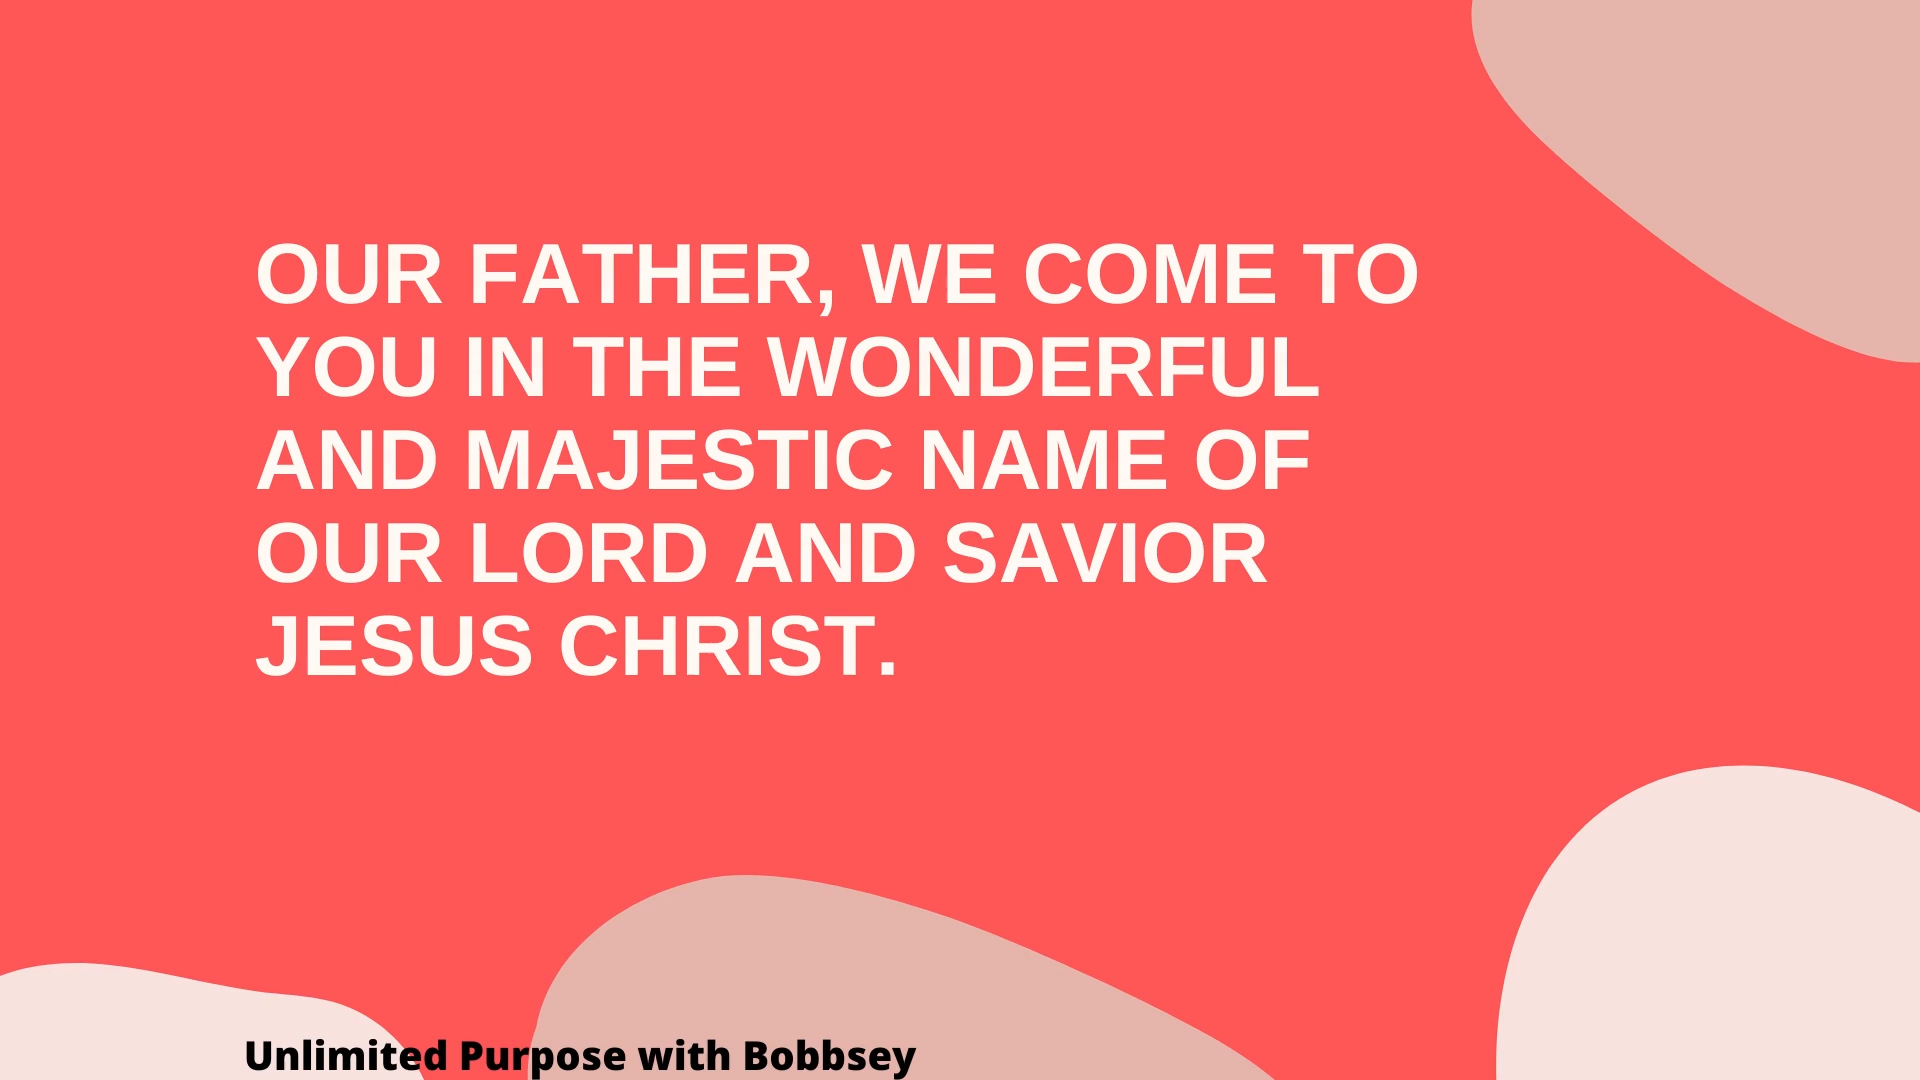 OUR FATHER, WE COME TO
YOU IN THE WONDERFUL
AND MAJESTIC NAME OF
OUR LORD AND SAVIOR
JESUS CHRIST.
Unlimited Purpose with Bobbsey